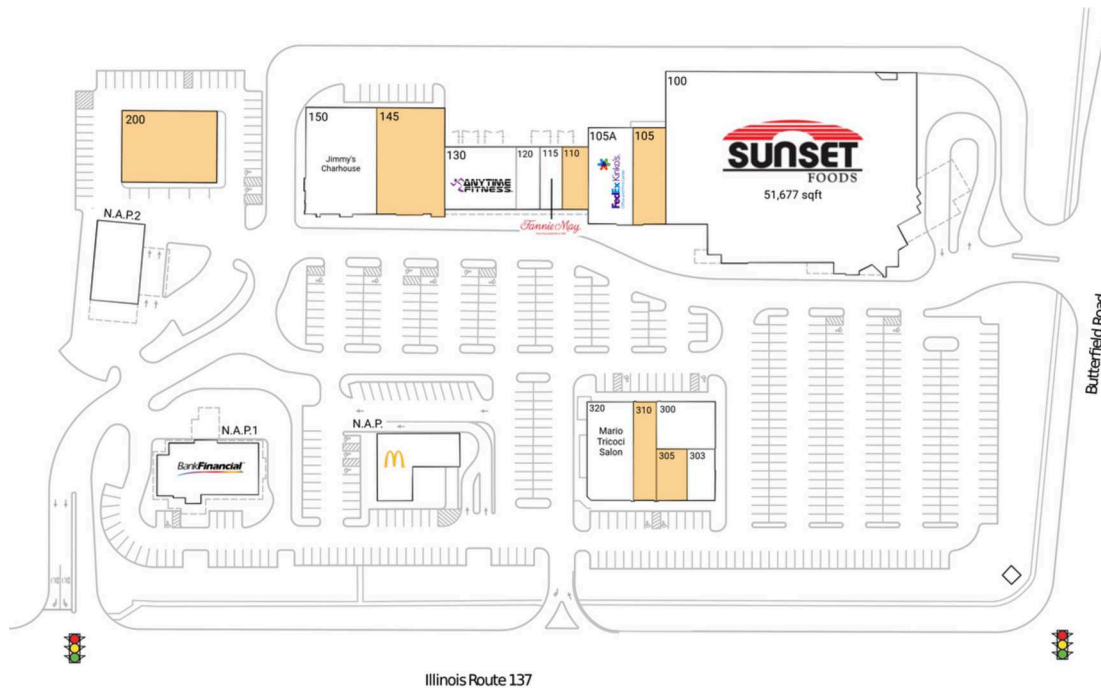 100
SUNSET
FOODS
51,677 sqft
200
150
Jimmy's
Charhouse
145
130
ANYTIME
FITNESS
120
115
110
105A
FedEx Kinko's
105
Fannie May
N.A.P.2
Butterfield Road
N.A.P.1
BankFinancial
N.A.P.
320
Mario
Tricoci
Salon
310
300
305
303
Illinois Route 137